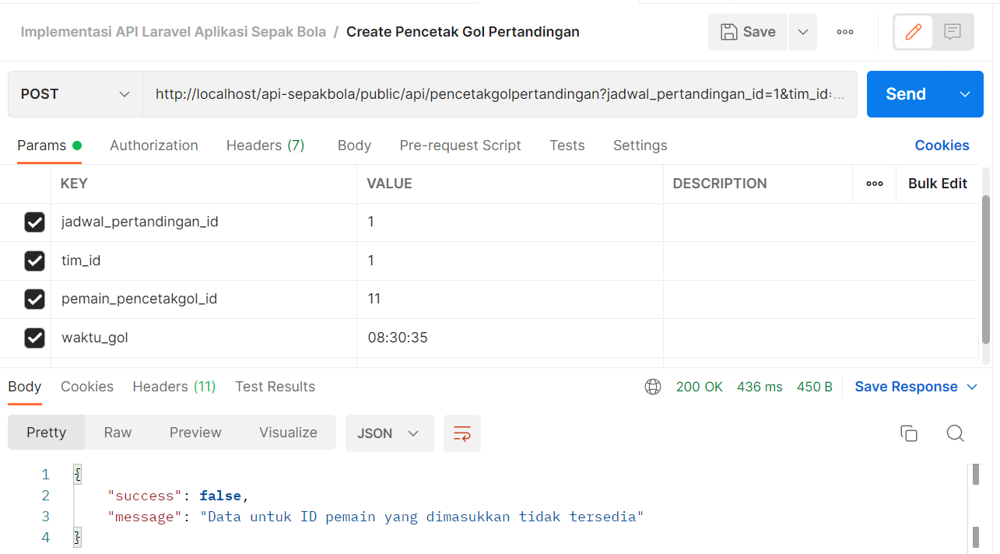 Implementasi API Laravel Aplikasi Sepak Bola / Create Pencetak Gol Pertandingan Save
POST http://localhost/api-sepakbola/public/api/pencetakgolpertandingan?jadwal_pertandingan_id=1&tim_id:... Send
Params Authorization Headers (7) Body Pre-request Script Tests Settings Cookies
KEY VALUE DESCRIPTION Bulk Edit
jadwal_pertandingan_id 1
tim_id 1
pemain_pencetakgol_id 11
waktu_gol 08:30:35
Body Cookies Headers (11) Test Results 200 OK 436 ms 450 B Save Response
Pretty Raw Preview Visualize JSON
1 {
2 "success": false,
3 "message": "Data untuk ID pemain yang dimasukkan tidak tersedia"
4 }